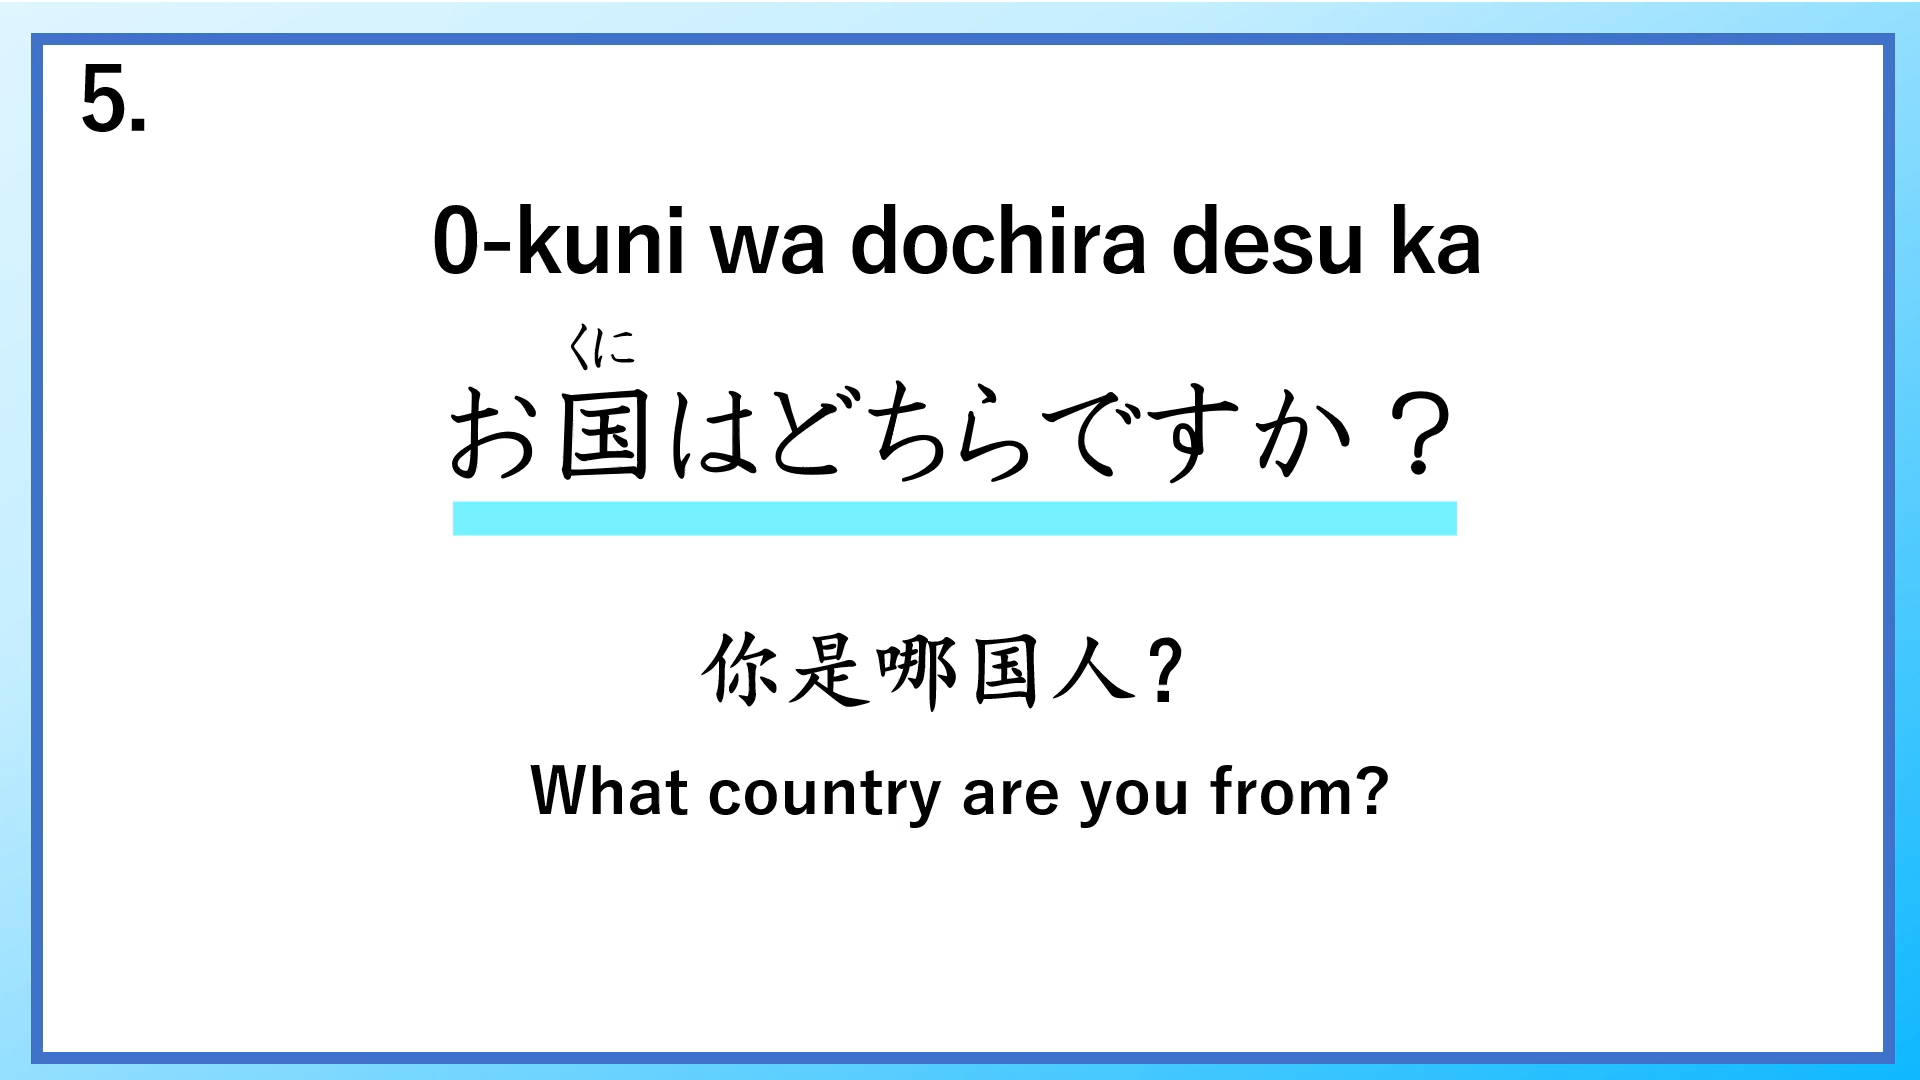 5.
0-kuni wa dochira desu ka
くに
お国はどちらですか？
你是哪国人?
What country are you from?